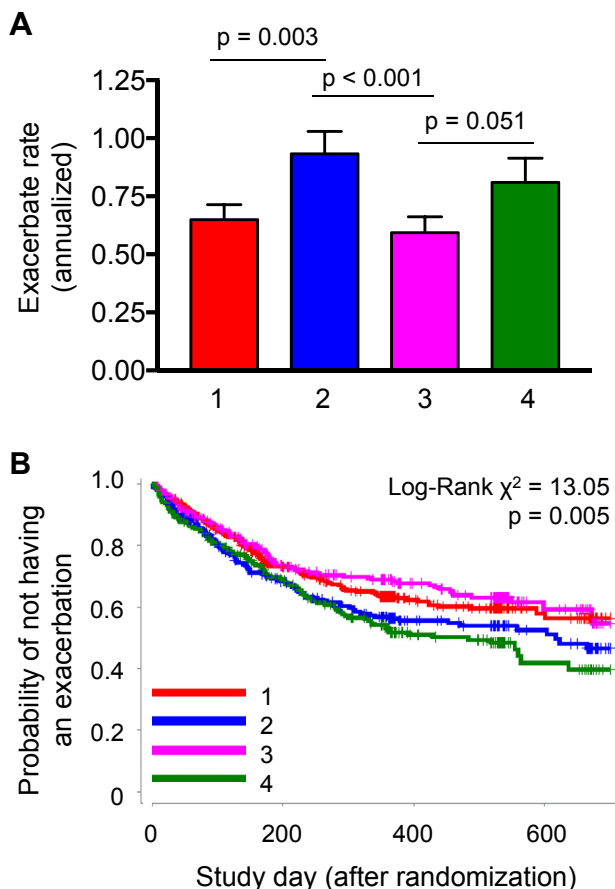 A
p = 0.003
p < 0.001
p = 0.051
1.25
1.00
0.75
0.50
0.25
0.00
Exacerbate rate
(annualized)
1 2 3 4
B
Log-Rank χ² = 13.05
p = 0.005
1.0
0.8
0.6
0.4
0.2
0
Probability of not having
an exacerbation
1
2
3
4
0 200 400 600
Study day (after randomization)